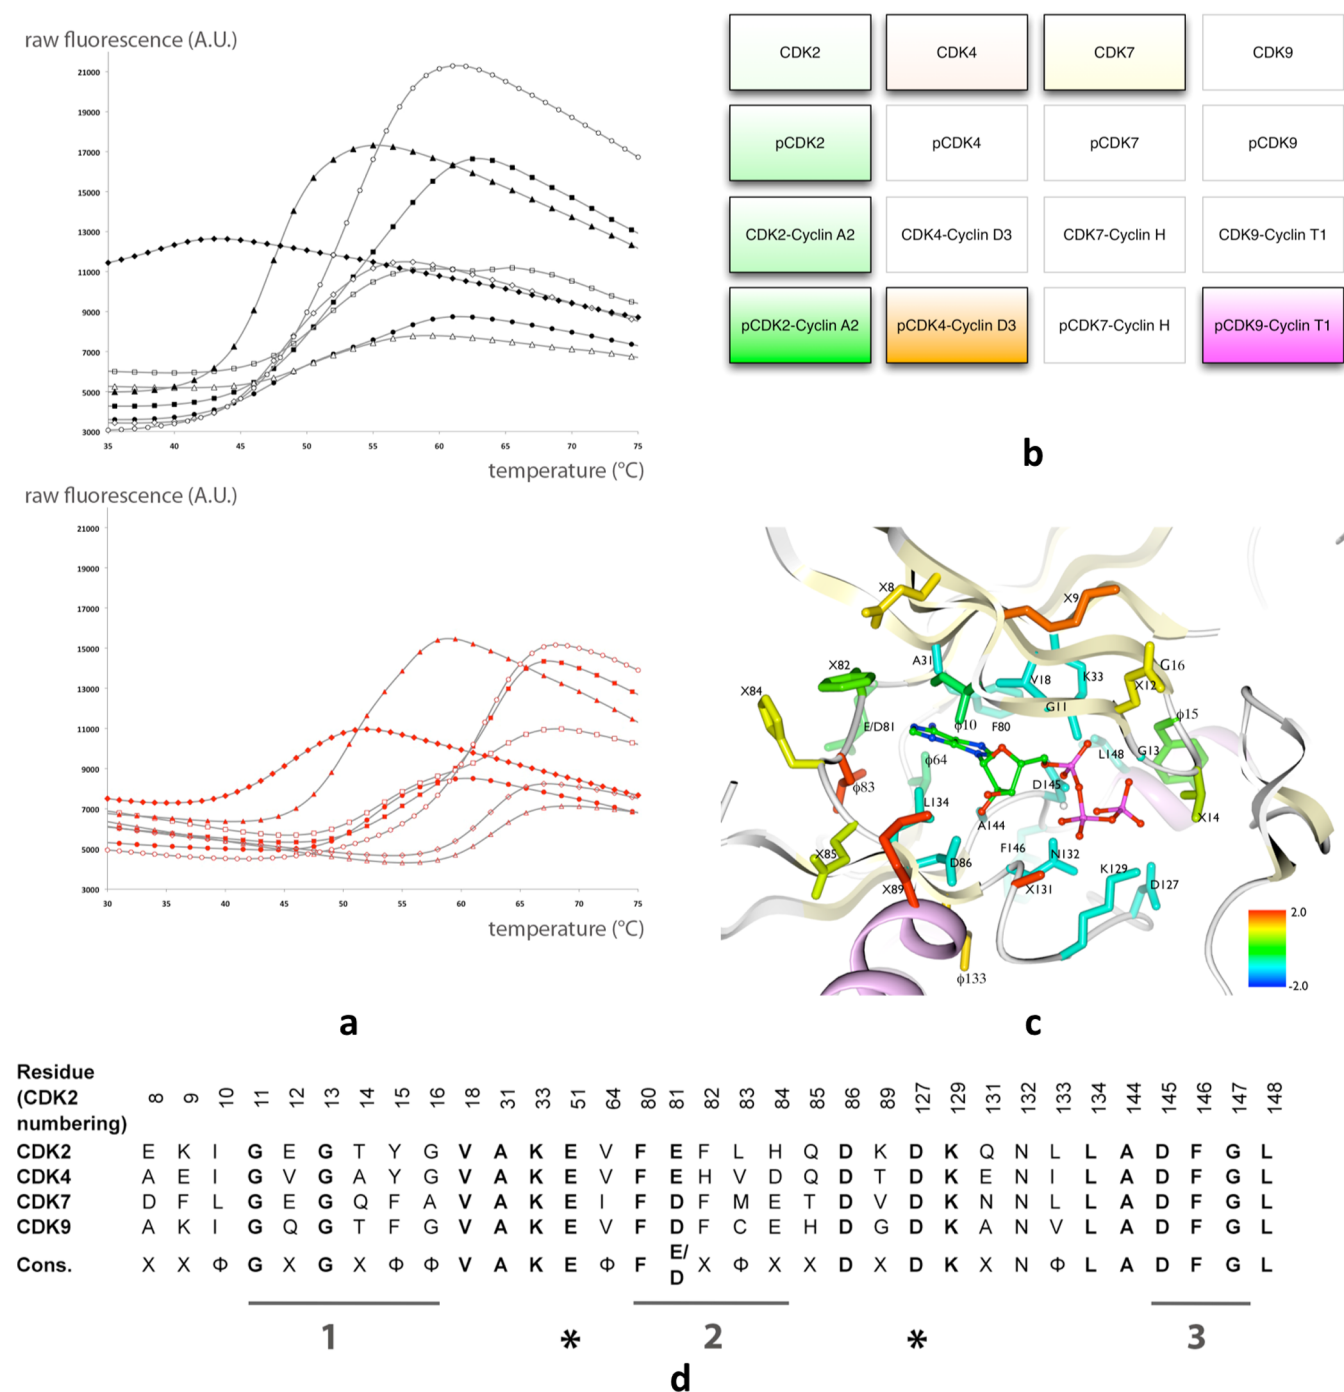 raw fluorescence (A.U.)
21000
19000
17000
15000
13000
11000
9000
7000
5000
3000
35 40 45 50 55 60 65 70 75
temperature (°C)
raw fluorescence (A.U.)
21000
19000
17000
15000
13000
11000
9000
7000
5000
3000
30 35 40 45 50 55 60 65 70 75
temperature (°C)
a
CDK2 CDK4 CDK7 CDK9
pCDK2 pCDK4 pCDK7 pCDK9
CDK2-Cyclin A2 CDK4-Cyclin D3 CDK7-Cyclin H CDK9-Cyclin T1
pCDK2-Cyclin A2 pCDK4-Cyclin D3 pCDK7-Cyclin H pCDK9-Cyclin T1
b
X8
X9
A31
X82
K33
G16
V18
X12
X84
G11
ϕ15
E/D81
ϕ10
F80
L148
G13
ϕ64
ϕ83
D145
L134
X14
A144
X85
F146
N132
D86
K129
X89
X131
D127
ϕ133
2.0
-2.0
c
Residue
(CDK2
numbering)
8 9 10 11 12 13 14 15 16 18 31 33 51 64 80 81 82 83 84 85 86 89 127 129 131 132 133 134 144 145 146 147 148
CDK2 E K I G E G T Y G V A K E V F E F L H Q D K D K Q N L L A D F G L
CDK4 A E I G V G A Y G V A K E V F E H V D Q D T D K E N I L A D F G L
CDK7 D F L G E G Q F A V A K E I F D F M E T D V D K N N L L A D F G L
CDK9 A K I G Q G T F G V A K E V F D F C E H D G D K A N V L A D F G L
Cons. X X Φ G X G X Φ Φ V A K E Φ F E/D X Φ X X D X D K X N Φ L A D F G L
1 * 2 * 3
d